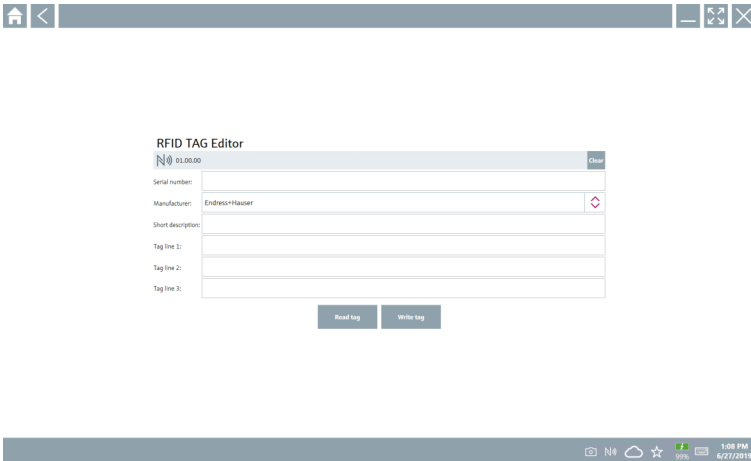 RFID TAG Editor
01.00.00
Clear
Serial number:
Manufacturer: Endress+Hauser
Short description:
Tag line 1:
Tag line 2:
Tag line 3:
Read tag Write tag
99%
1:08 PM
6/27/2019